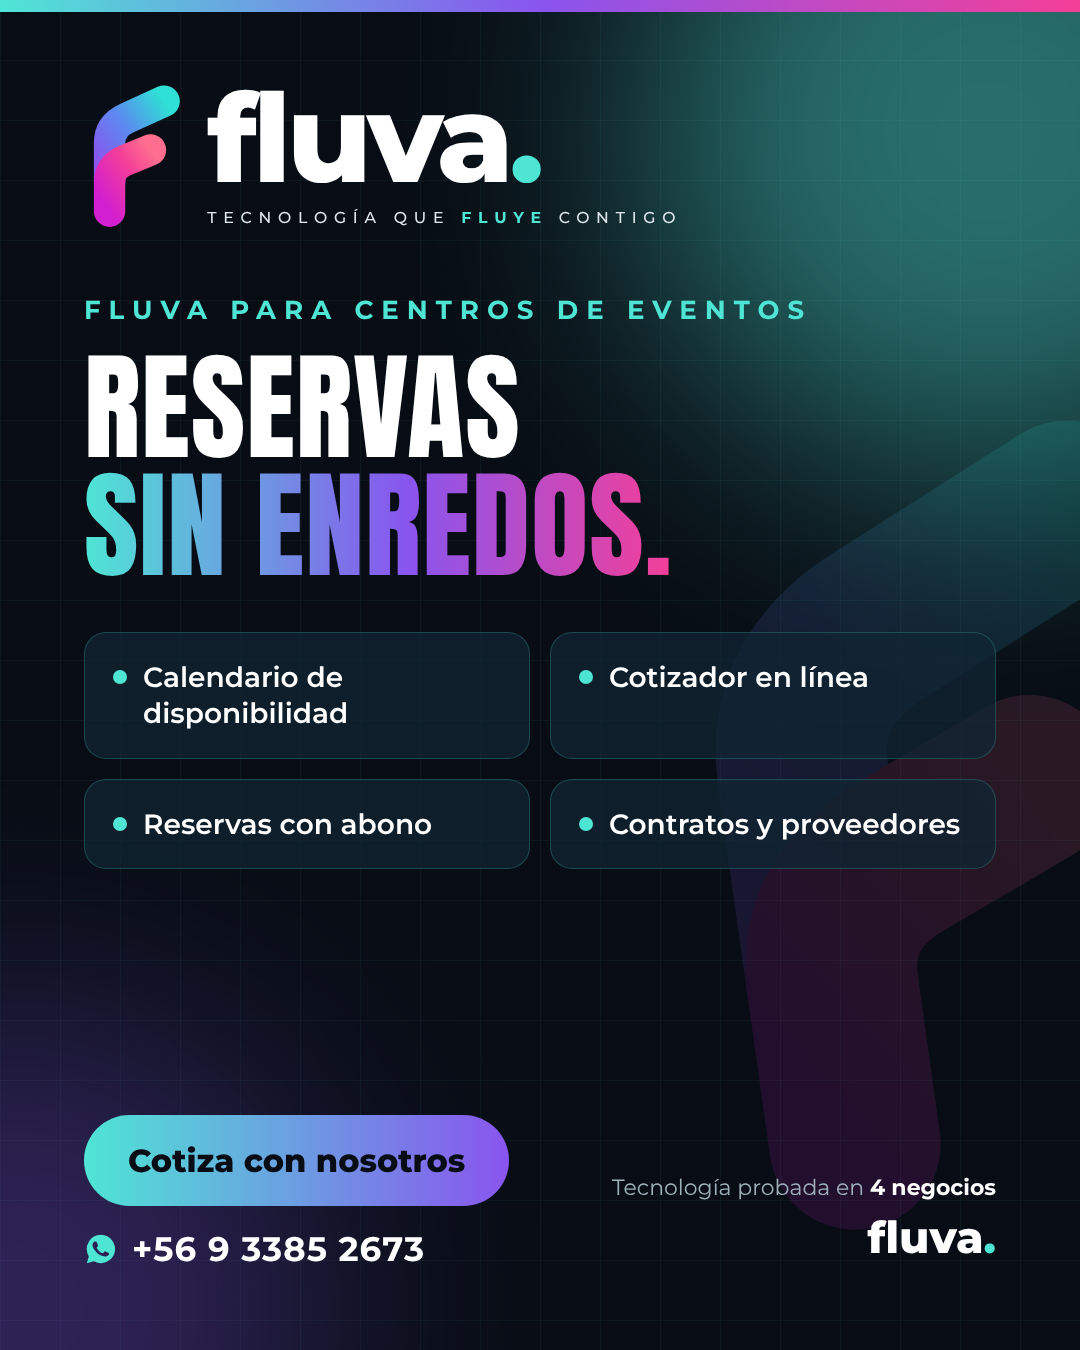 fluva.
TECNOLOGÍA QUE FLUYE CONTIGO
FLUVA PARA CENTROS DE EVENTOS
RESERVAS
SIN ENREDOS.
Calendario de
disponibilidad
Cotizador en línea
Reservas con abono
Contratos y proveedores
Cotiza con nosotros
+56 9 3385 2673
Tecnología probada en 4 negocios
fluva.